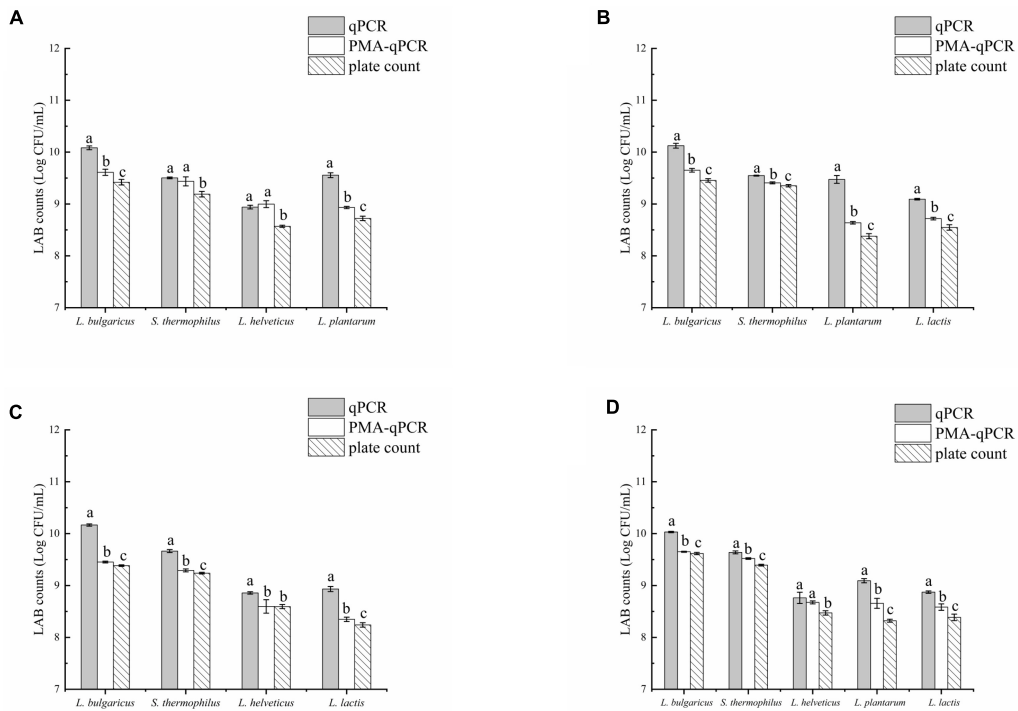 A
qPCR
PMA-qPCR
plate count
LAB counts (Log CFU/mL)
12
11
10
9
8
7
a
b
c
a
a
b
a
a
b
a
b
c
L. bulgaricus
S. thermophilus
L. helveticus
L. plantarum
B
qPCR
PMA-qPCR
plate count
LAB counts (Log CFU/mL)
12
11
10
9
8
7
a
b
c
a
b
c
a
b
c
a
b
c
L. bulgaricus
S. thermophilus
L. plantarum
L. lactis
C
qPCR
PMA-qPCR
plate count
LAB counts (Log CFU/mL)
12
11
10
9
8
7
a
b
c
a
b
c
a
b
b
a
b
c
L. bulgaricus
S. thermophilus
L. helveticus
L. lactis
D
qPCR
PMA-qPCR
plate count
LAB counts (Log CFU/mL)
12
11
10
9
8
7
a
b
c
a
b
c
a
a
b
a
b
c
a
b
c
L. bulgaricus
S. thermophilus
L. helveticus
L. plantarum
L. lactis